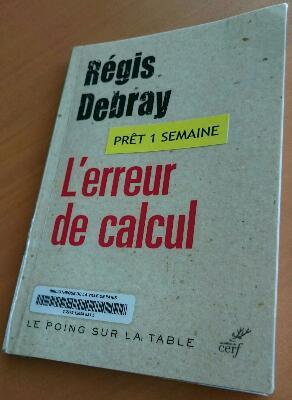 Régis
Debray
PRÊT 1 SEMAINE
L'erreur
de calcul
LE POING SUR LA TABLE
cerf